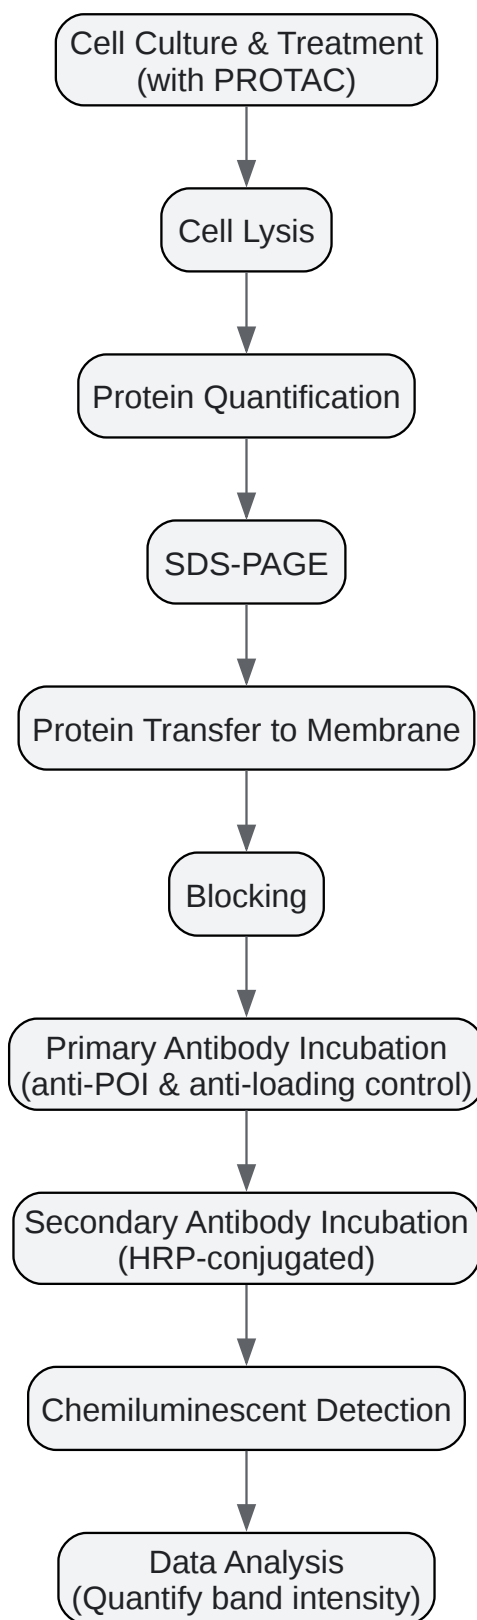 Cell Culture & Treatment
(with PROTAC)
Cell Lysis
Protein Quantification
SDS-PAGE
Protein Transfer to Membrane
Blocking
Primary Antibody Incubation
(anti-POI & anti-loading control)
Secondary Antibody Incubation
(HRP-conjugated)
Chemiluminescent Detection
Data Analysis
(Quantify band intensity)